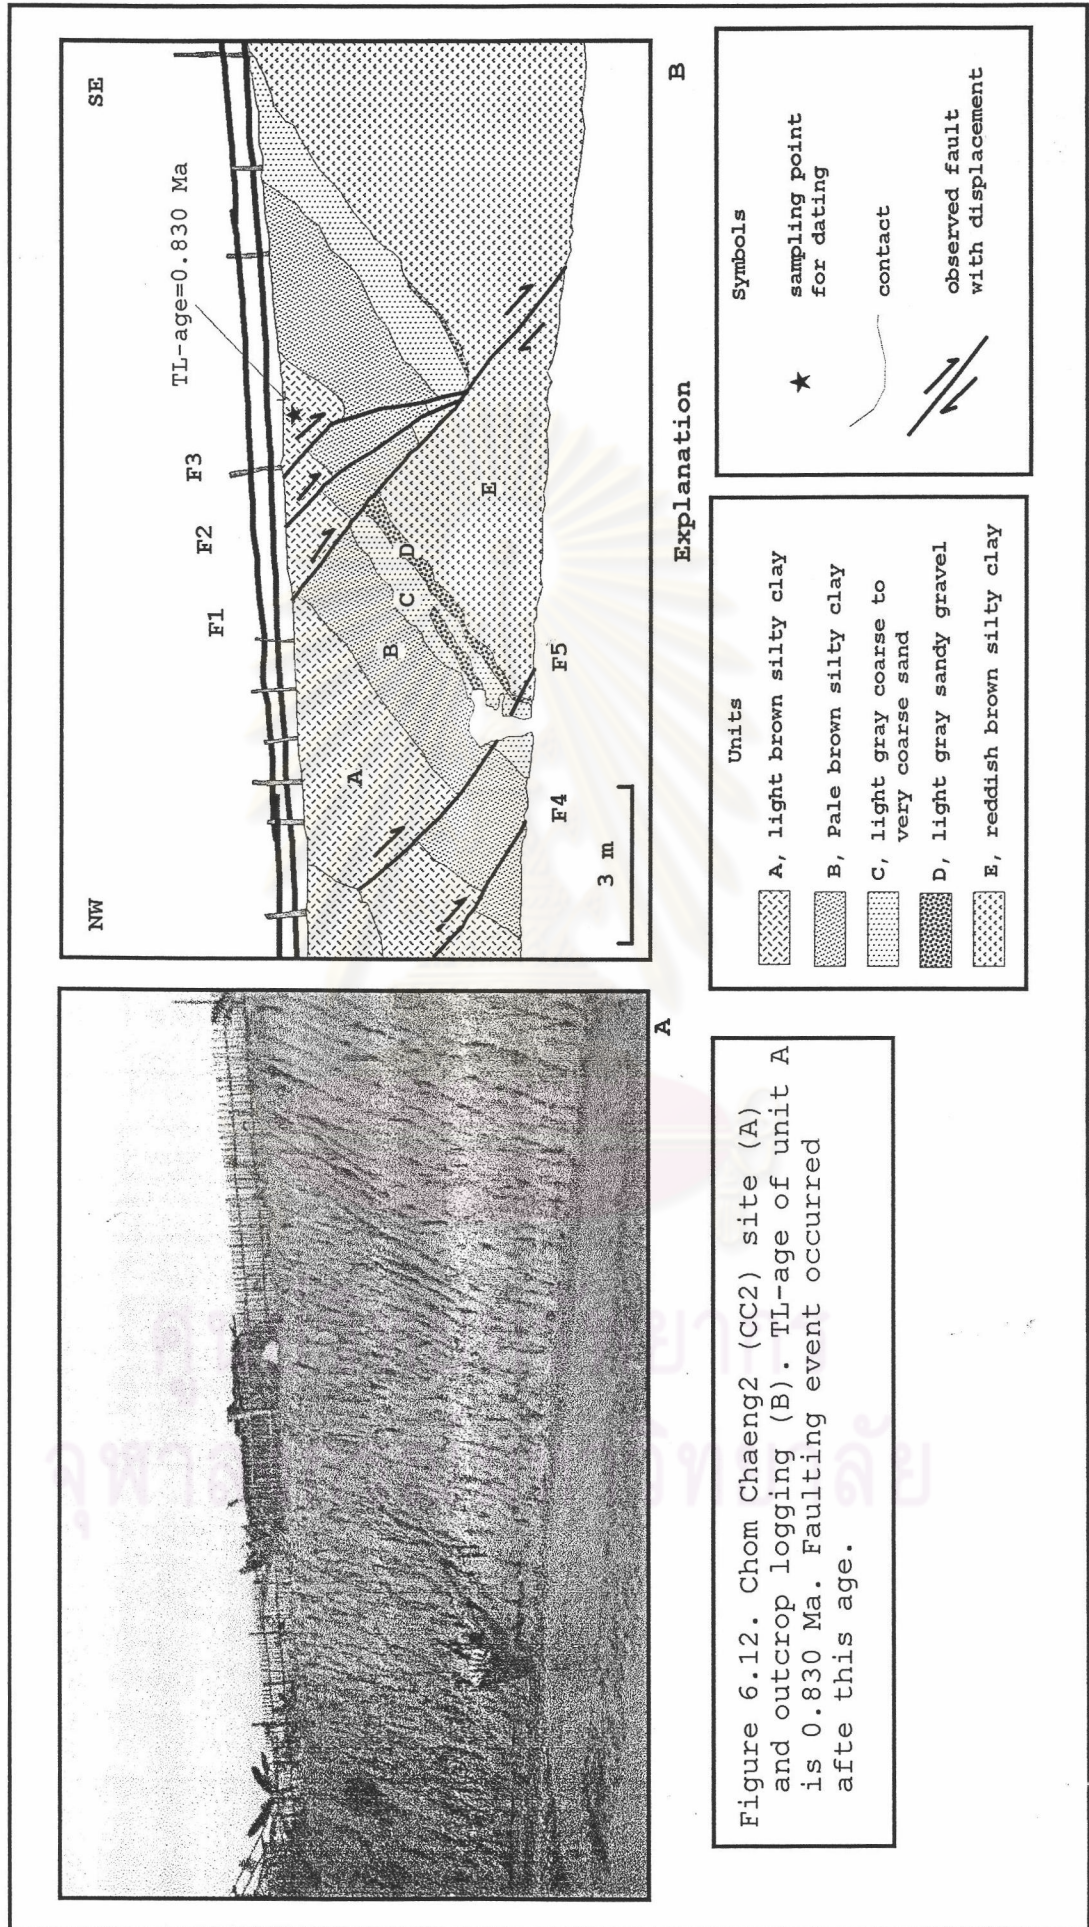 NW
SE
F1
F2
F3
TL-age=0.830 Ma
A
B
C
D
E
F4
F5
3 m
A
B
Explanation
Units
A, light brown silty clay
B, Pale brown silty clay
C, light gray coarse to
very coarse sand
D, light gray sandy gravel
E, reddish brown silty clay
Symbols
sampling point
for dating
contact
observed fault
with displacement
Figure 6.12. Chom Chaeng2 (CC2) site (A)
and outcrop logging (B). TL-age of unit A
is 0.830 Ma. Faulting event occurred
afte this age.